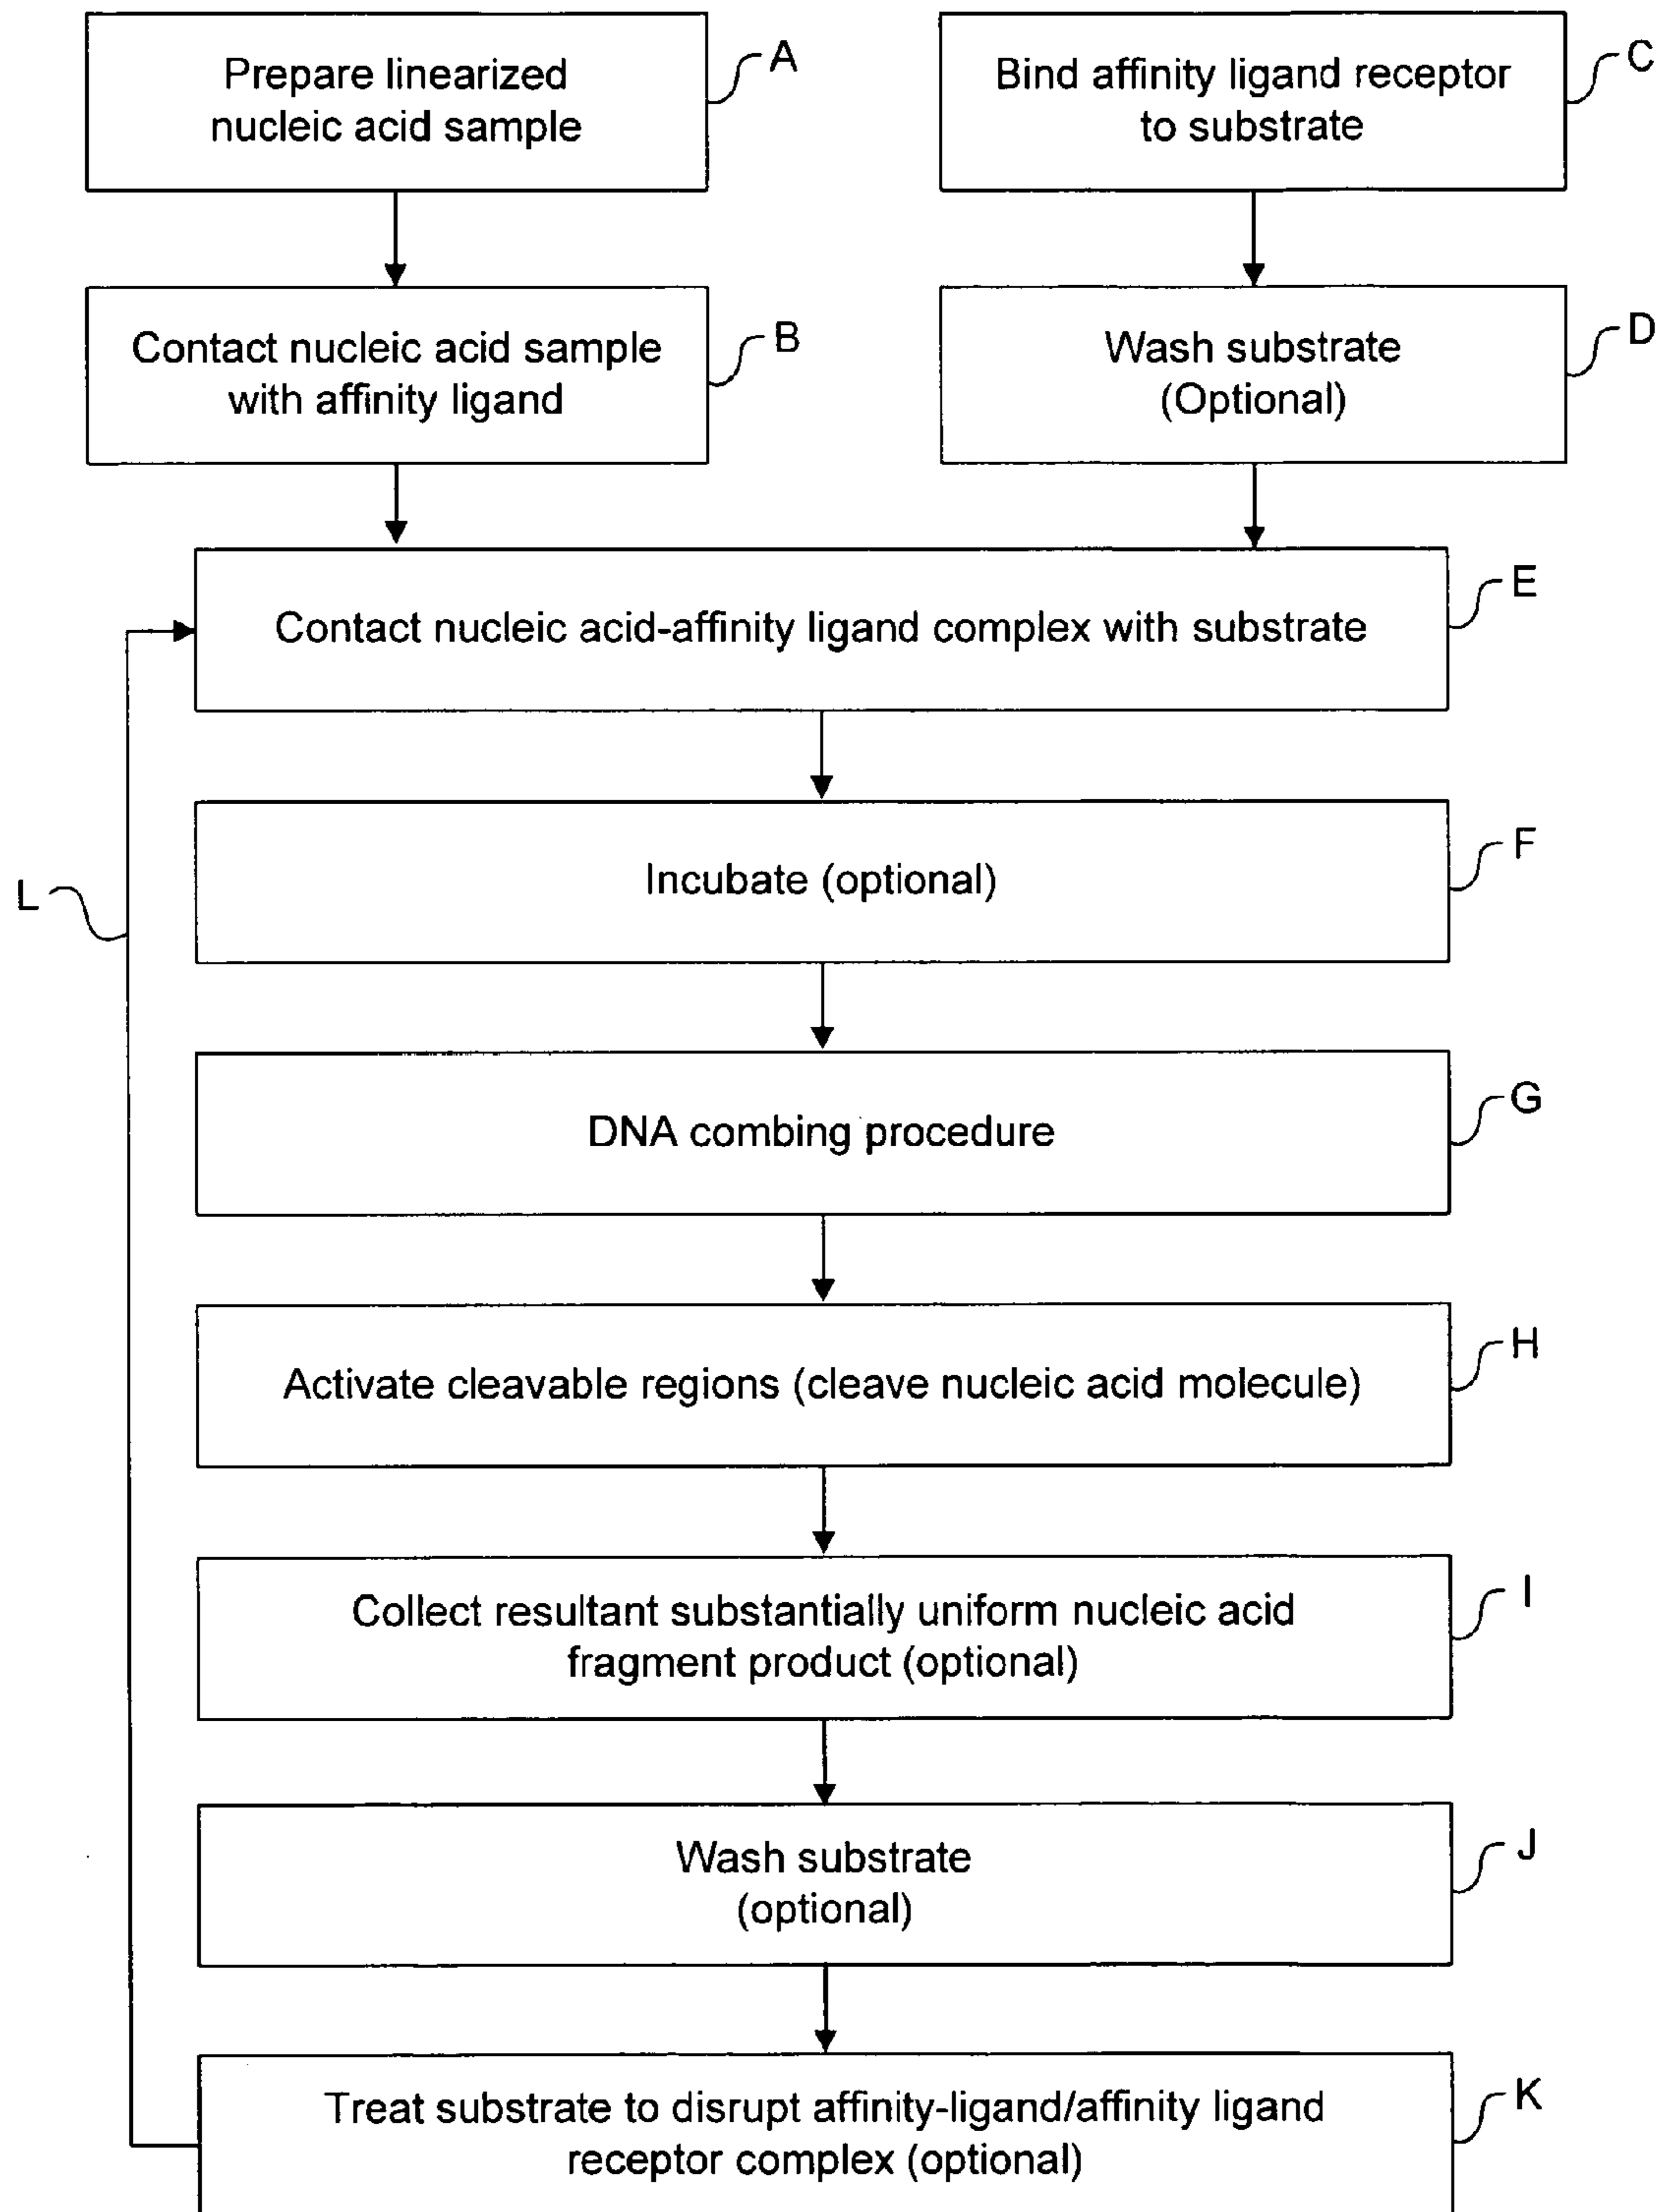 Prepare linearized
nucleic acid sample
A
Bind affinity ligand receptor
to substrate
C
Contact nucleic acid sample
with affinity ligand
B
Wash substrate
(Optional)
D
Contact nucleic acid-affinity ligand complex with substrate
E
Incubate (optional)
F
L
DNA combing procedure
G
Activate cleavable regions (cleave nucleic acid molecule)
H
Collect resultant substantially uniform nucleic acid
fragment product (optional)
I
Wash substrate
(optional)
J
Treat substrate to disrupt affinity-ligand/affinity ligand
receptor complex (optional)
K